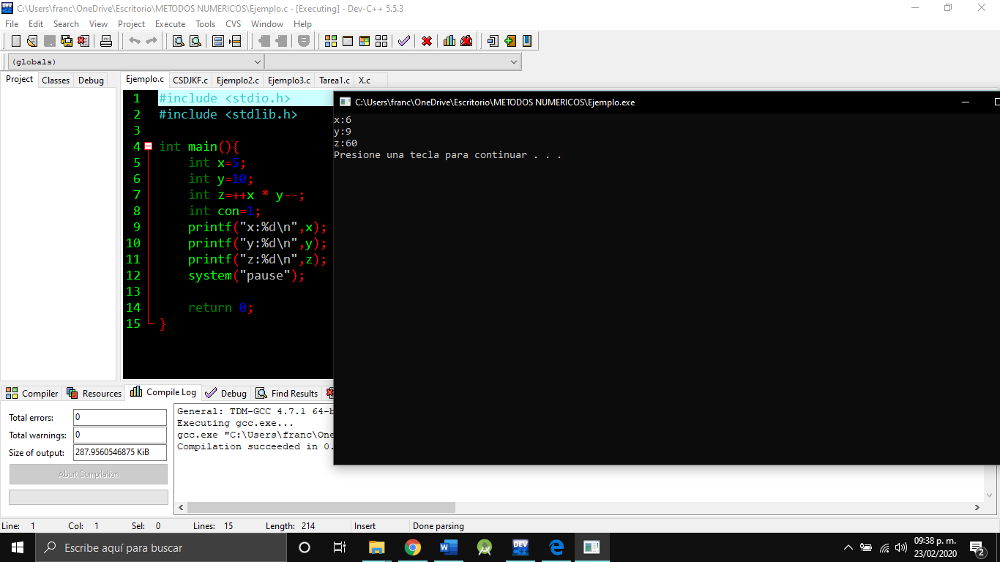 C:\Users\franc\OneDrive\Escritorio\METODOS NUMERICOS\Ejemplo.c - [Executing] - Dev-C++ 5.5.3
File Edit Search View Project Execute Tools CVS Window Help
(globals)
Project Classes Debug
Ejemplo.c CSDJKF.c Ejemplo2.c Ejemplo3.c Tarea1.c X.c
1 #include <stdio.h>
2 #include <stdlib.h>
3
4 int main(){
5 int x=5;
6 int y=10;
7 int z=++x * y--;
8 int con=1;
9 printf("x:%d\n",x);
10 printf("y:%d\n",y);
11 printf("z:%d\n",z);
12 system("pause");
13
14 return 0;
15 }
C:\Users\franc\OneDrive\Escritorio\METODOS NUMERICOS\Ejemplo.exe
x:6
y:9
z:60
Presione una tecla para continuar . . .
Compiler Resources Compile Log Debug Find Results
Total errors: 0
Total warnings: 0
Size of output: 287.9560546875 KiB
Abort Compilation
General: TDM-GCC 4.7.1 64-b
Executing gcc.exe...
gcc.exe "C:\Users\franc\One
Compilation succeeded in 0.
Line: 1 Col: 1 Sel: 0 Lines: 15 Length: 214 Insert Done parsing
Escribe aquí para buscar
DEV C++
09:38 p. m.
23/02/2020
2